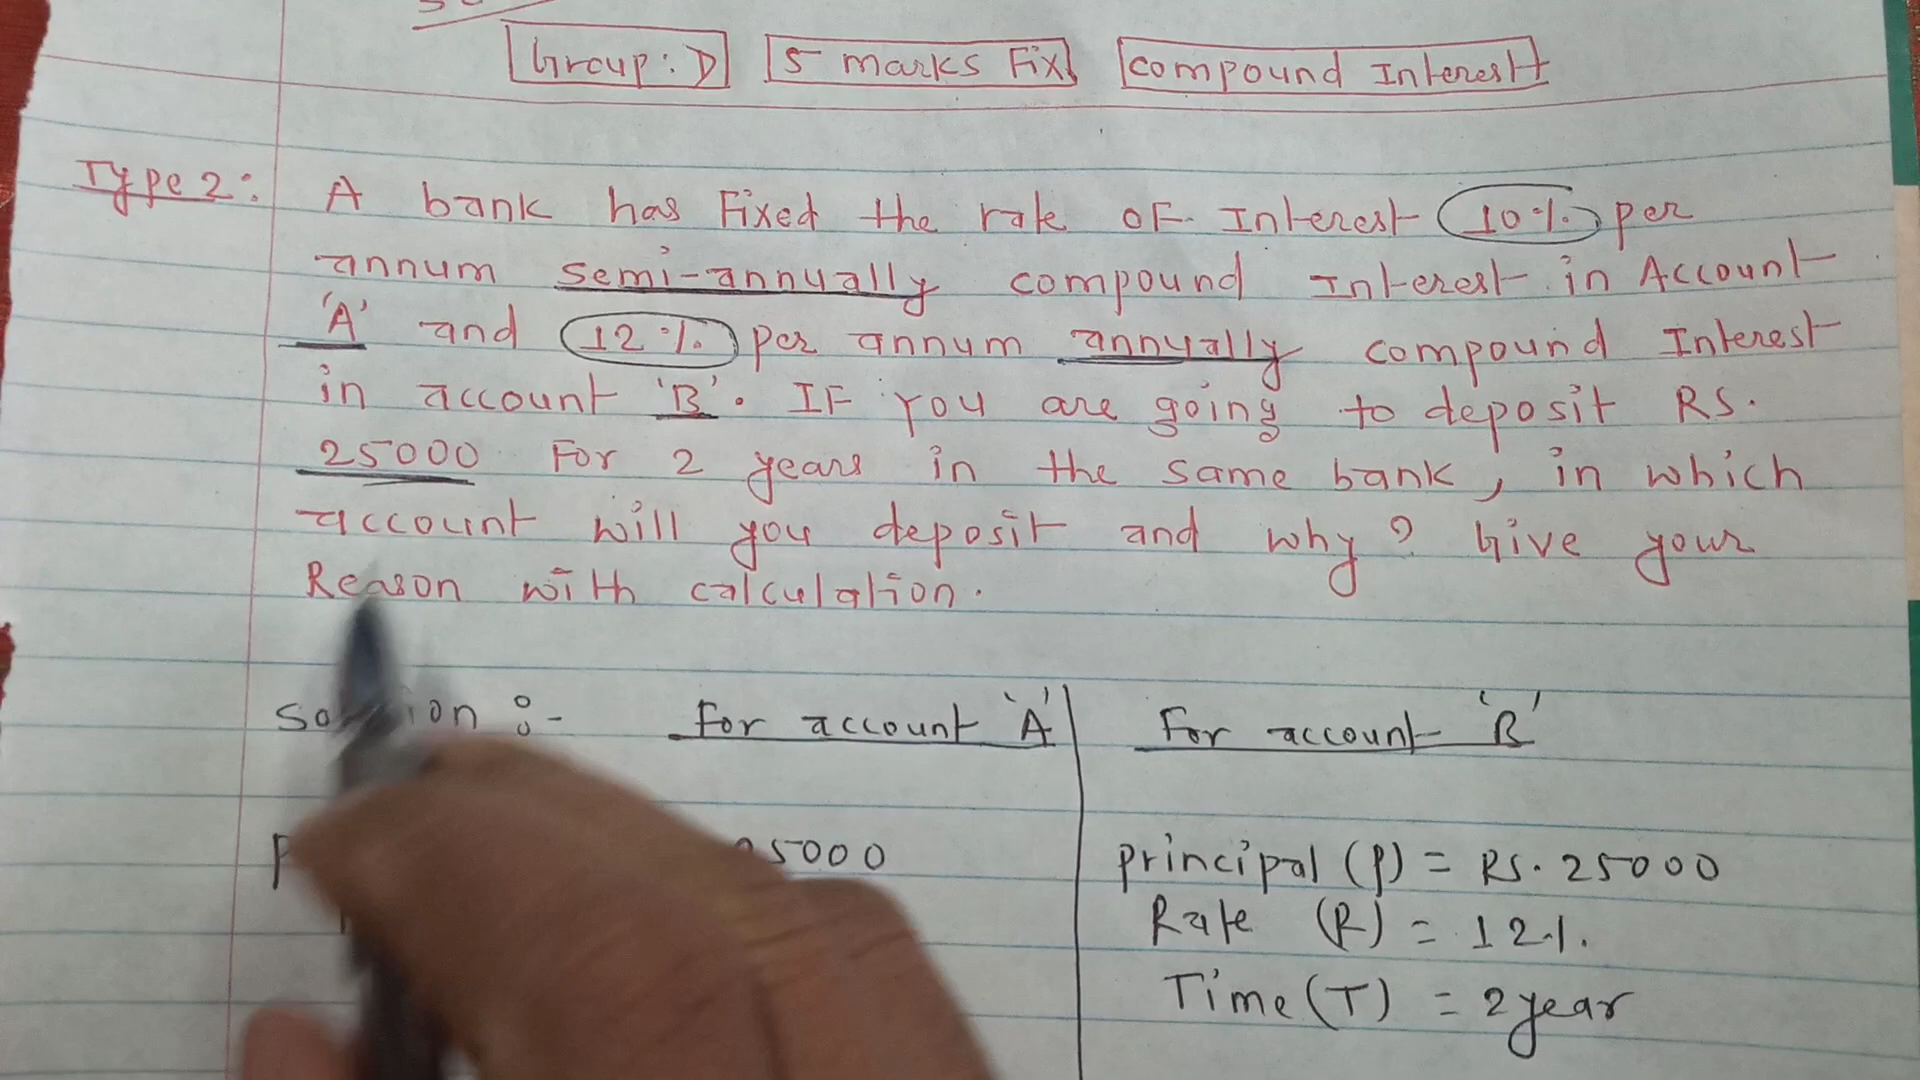 Group: D 5 marks Fix compound Interest
Type 2: A bank has Fixed the rate OF Interest 10% per
annum semi-annually compound Interest in Account
'A' and 12% per annum annually compound Interest
in account 'B'. IF you are going to deposit RS.
25000 For 2 years in the same bank, in which
account will you deposit and why? Give your
Reason with calculation.
:- For account 'A' For account 'B'
5000 principal (p) = RS. 25000
Rate (R) = 12%.
Time (T) = 2 year